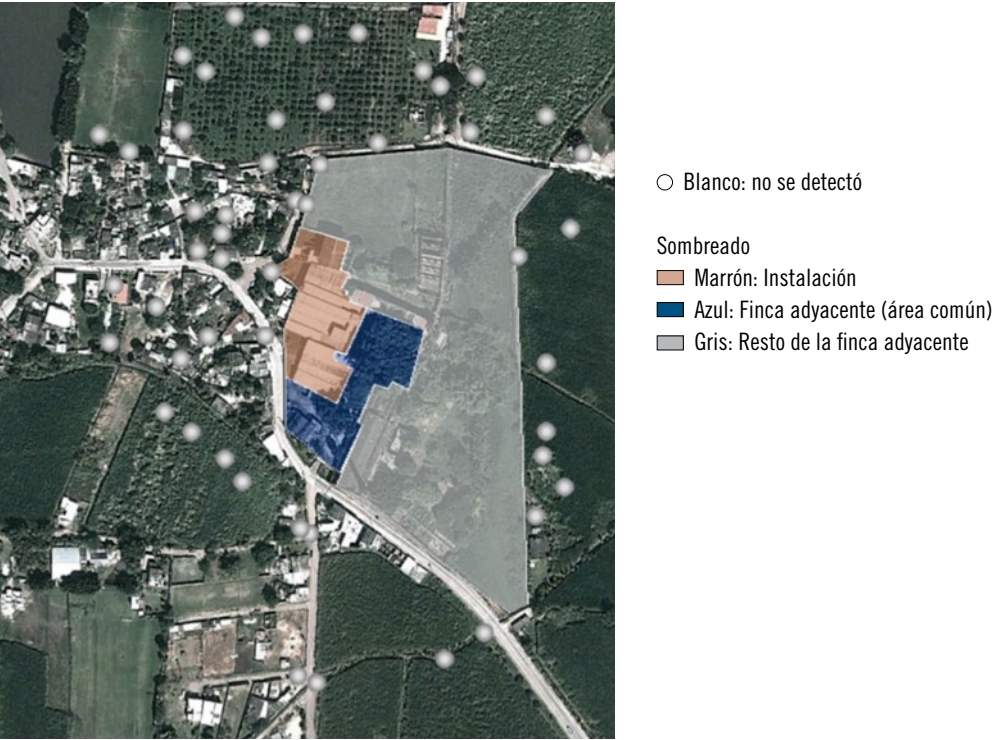 Blanco: no se detectó
Sombreado
Marrón: Instalación
Azul: Finca adyacente (área común)
Gris: Resto de la finca adyacente